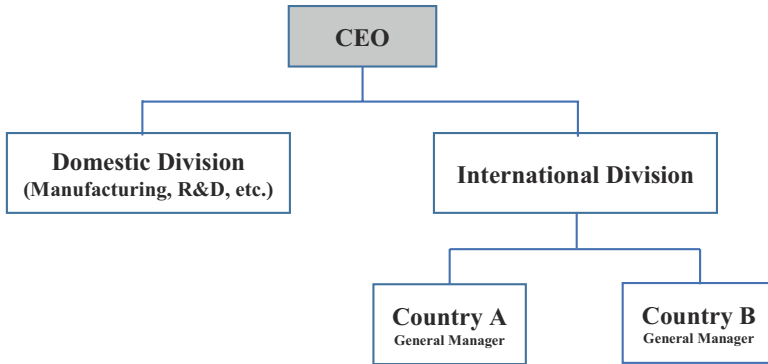 CEO
Domestic Division
(Manufacturing, R&D, etc.)
International Division
Country A
General Manager
Country B
General Manager